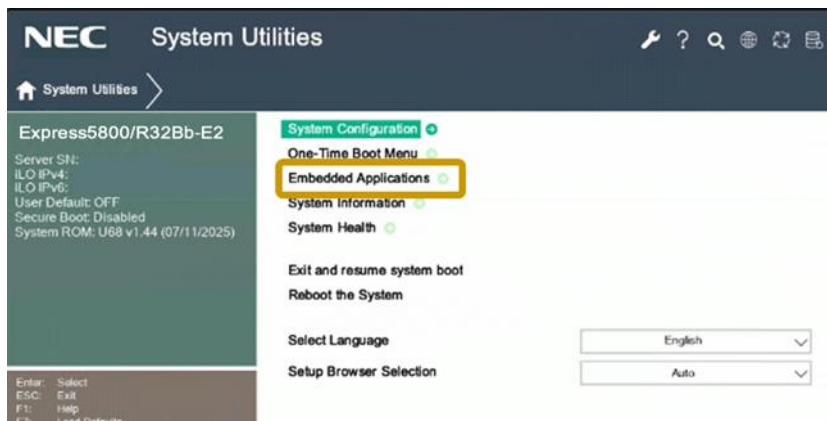 NEC System Utilities
System Utilities
Express5800/R32Bb-E2
Server SN:
iLO IPv4:
iLO IPv6:
User Default: OFF
Secure Boot: Disabled
System ROM: U68 v1.44 (07/11/2025)
System Configuration
One-Time Boot Menu
Embedded Applications
System Information
System Health
Exit and resume system boot
Reboot the System
Select Language English
Setup Browser Selection Auto
Enter: Select
ESC: Exit
F1: Help